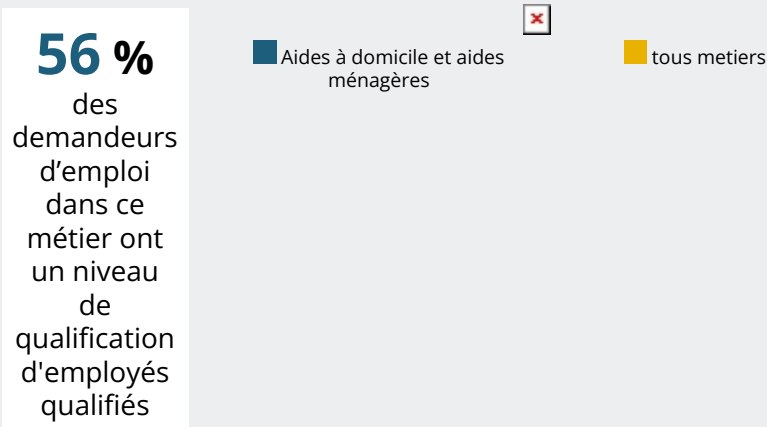 56 %
des
demandeurs
d’emploi
dans ce
métier ont
un niveau
de
qualification
d'employés
qualifiés
Aides à domicile et aides
ménagères
tous metiers